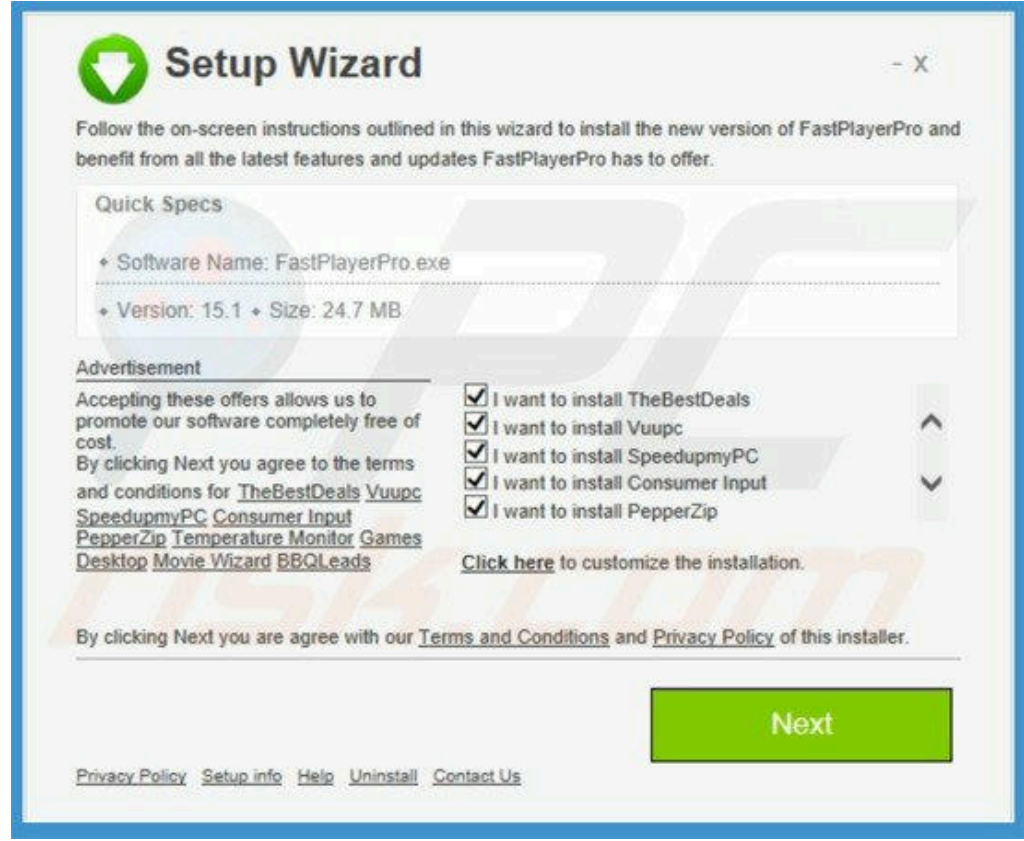 Setup Wizard
- X
Follow the on-screen instructions outlined in this wizard to install the new version of FastPlayerPro and
benefit from all the latest features and updates FastPlayerPro has to offer.
Quick Specs
Software Name: FastPlayerPro.exe
Version: 15.1 • Size: 24.7 MB
Advertisement
Accepting these offers allows us to
promote our software completely free of
cost.
By clicking Next you agree to the terms
and conditions for TheBestDeals Vuupc
SpeedupmyPC Consumer Input
PepperZip Temperature Monitor Games
Desktop Movie Wizard BBQLeads
I want to install TheBestDeals
I want to install Vuupc
I want to install SpeedupmyPC
I want to install Consumer Input
I want to install PepperZip
Click here to customize the installation.
By clicking Next you are agree with our Terms and Conditions and Privacy Policy of this installer.
Next
Privacy Policy Setup info Help Uninstall Contact Us
PC
risk.com